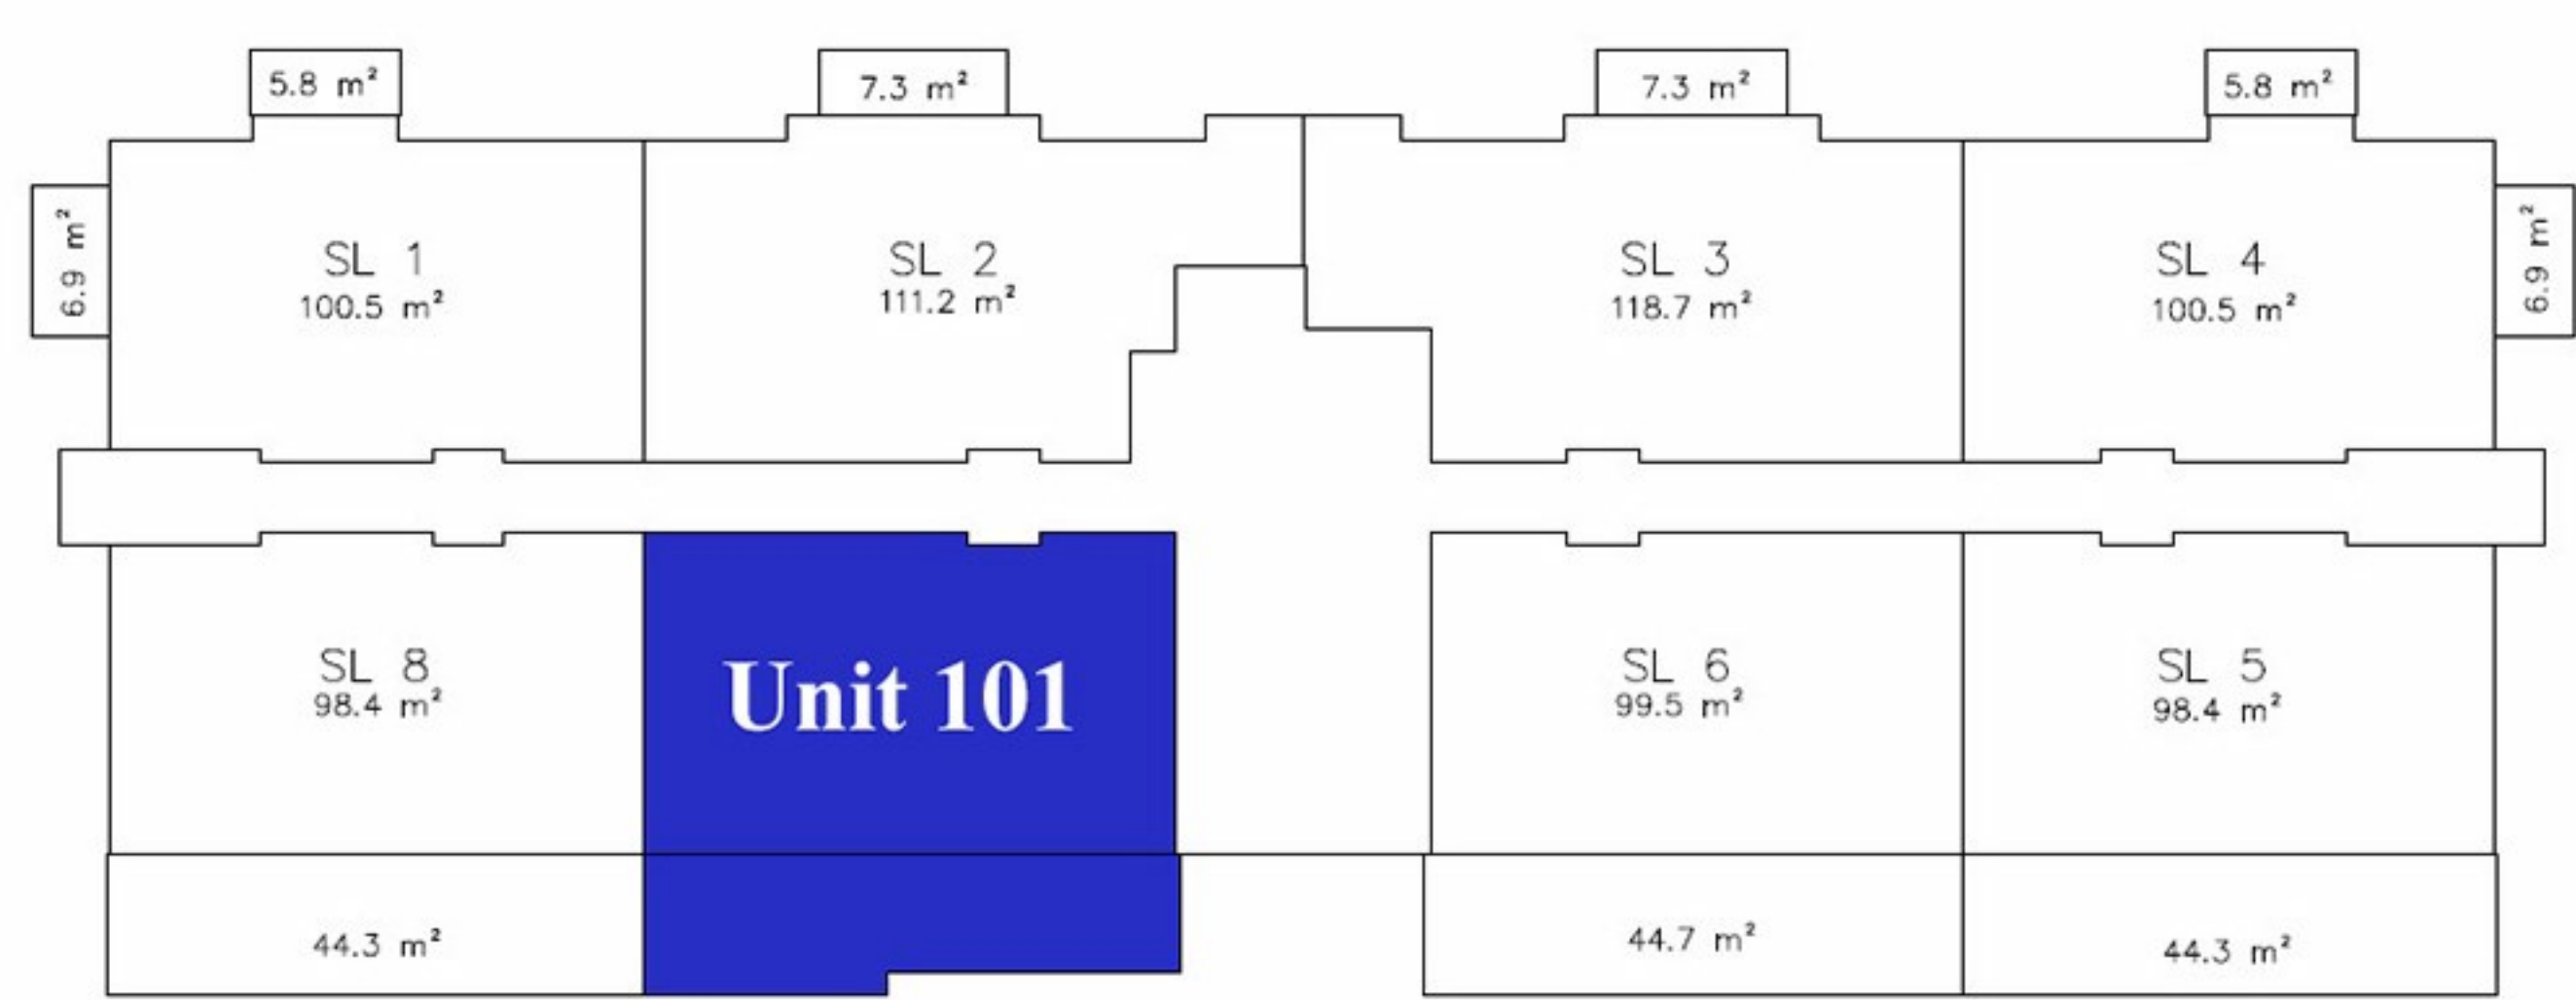 5.8 m²
7.3 m²
7.3 m²
5.8 m²
6.9 m²
SL 1
100.5 m²
SL 2
111.2 m²
SL 3
118.7 m²
SL 4
100.5 m²
6.9 m²
SL 8
98.4 m²
Unit 101
SL 6
99.5 m²
SL 5
98.4 m²
44.3 m²
44.7 m²
44.3 m²